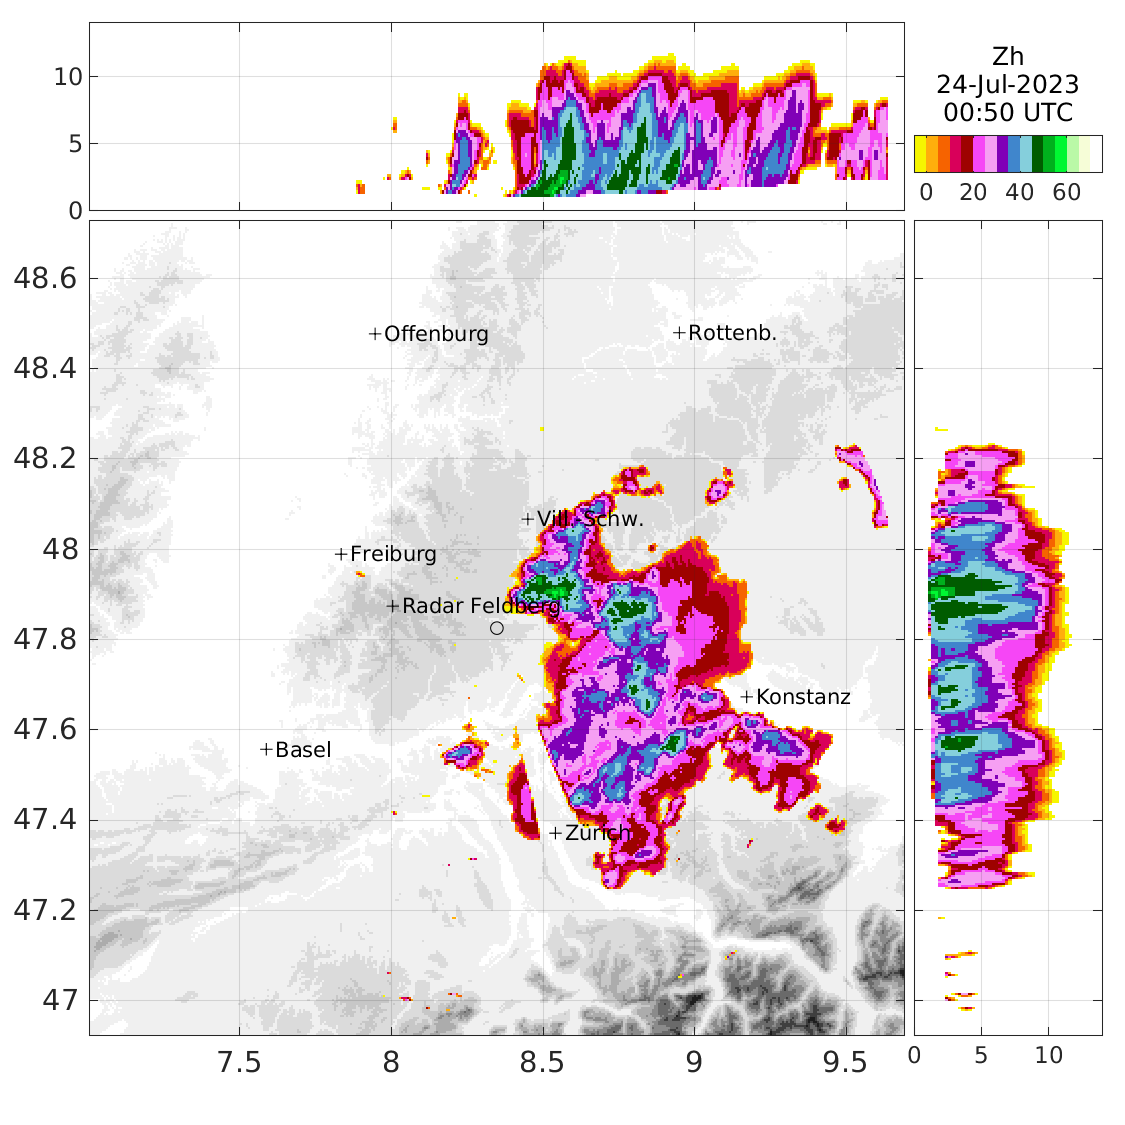 10
5
0
Zh
24-Jul-2023
00:50 UTC
0 20 40 60
48.6
48.4
48.2
48
47.8
47.6
47.4
47.2
47
+Offenburg
+Rottenb.
+Vill.-Schw.
+Freiburg
+Radar Feldberg
+Konstanz
+Basel
+Zürich
7.5 8 8.5 9 9.5
0 5 10